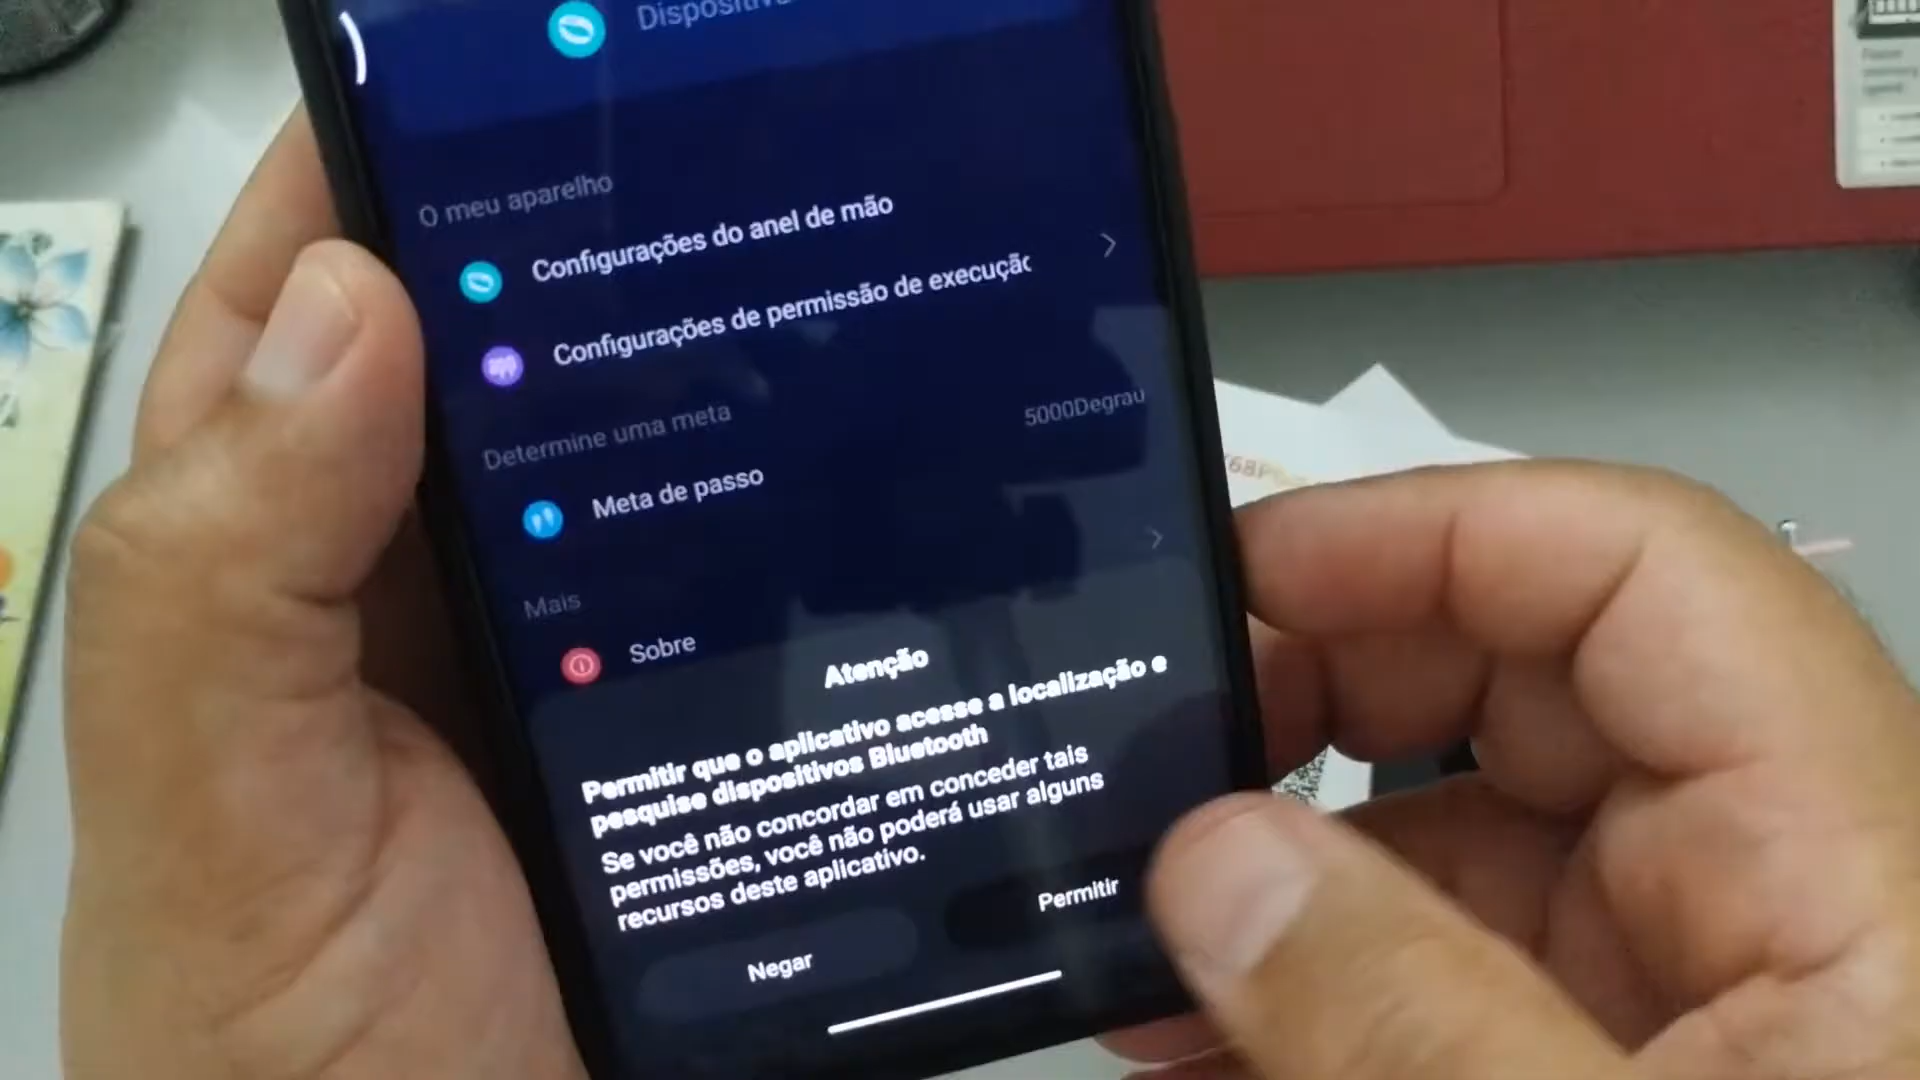 O meu aparelho
Configurações do anel de mão
Configurações de permissão de execução
Determine uma meta
5000Degrau
Meta de passo
Mais
Sobre
Atenção
Permitir que o aplicativo acesse a localização e
pesquise dispositivos Bluetooth
Se você não concordar em conceder tais
permissões, você não poderá usar alguns
recursos deste aplicativo.
Negar
Permitir